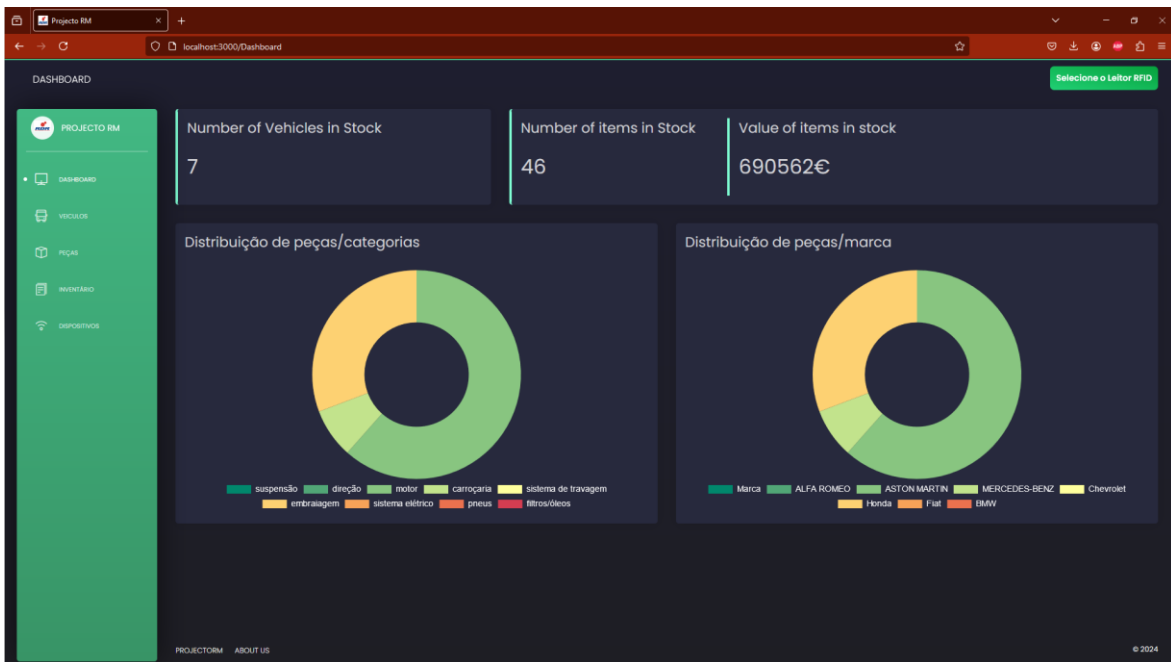 Projecto RM
localhost:3000/Dashboard
DASHBOARD
Selecione o Leitor RFID
PROJECTO RM
DASHBOARD
VEICULOS
PEÇAS
INVENTÁRIO
DISPOSITIVOS
Number of Vehicles in Stock
7
Number of items in Stock
46
Value of items in stock
690562€
Distribuição de peças/categorias
suspensão direção motor carroçaria sistema de travagem
embraiagem sistema elétrico pneus filtros/óleos
Distribuição de peças/marca
Marca ALFA ROMEO ASTON MARTIN MERCEDES-BENZ Chevrolet
Honda Fiat BMW
PROJECTORM ABOUT US
© 2024